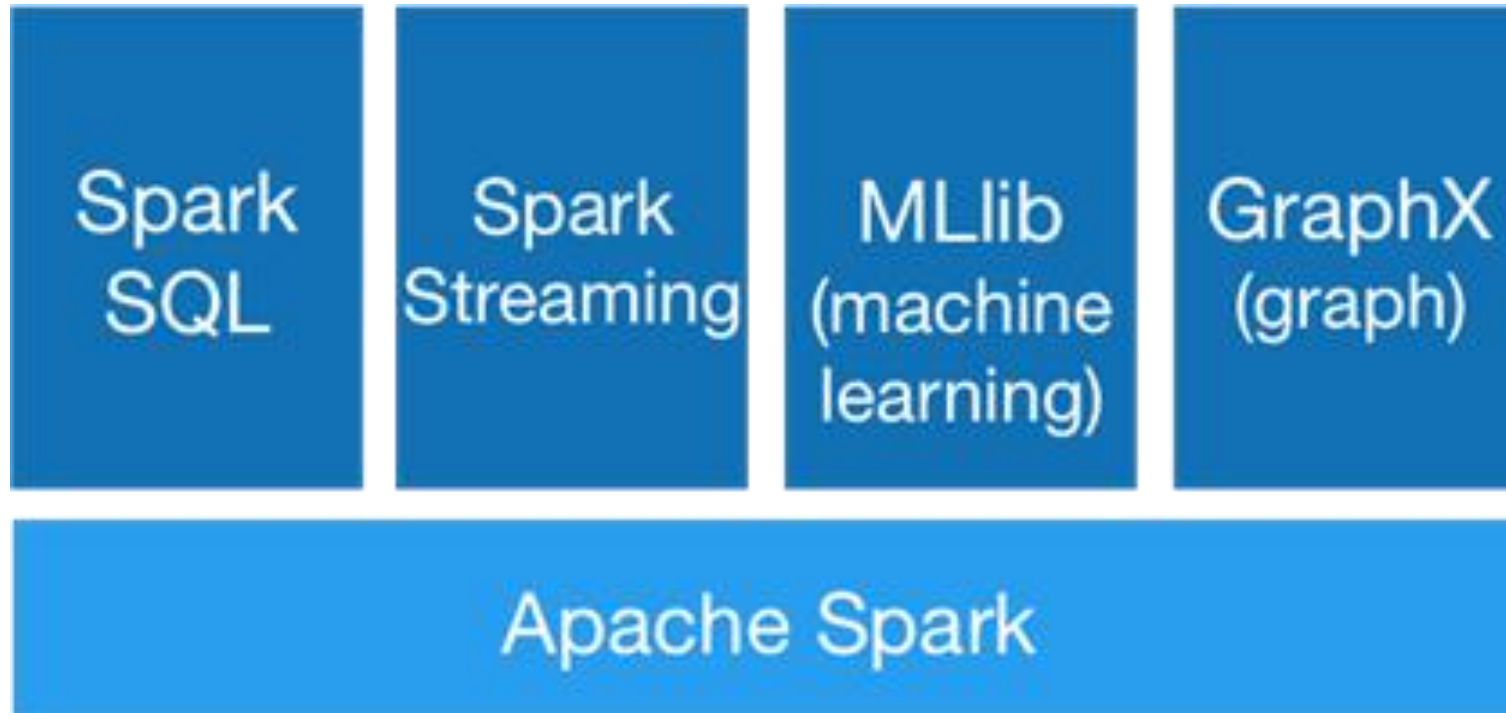 Spark
SQL
Spark
Streaming
MLlib
(machine
learning)
GraphX
(graph)
Apache Spark